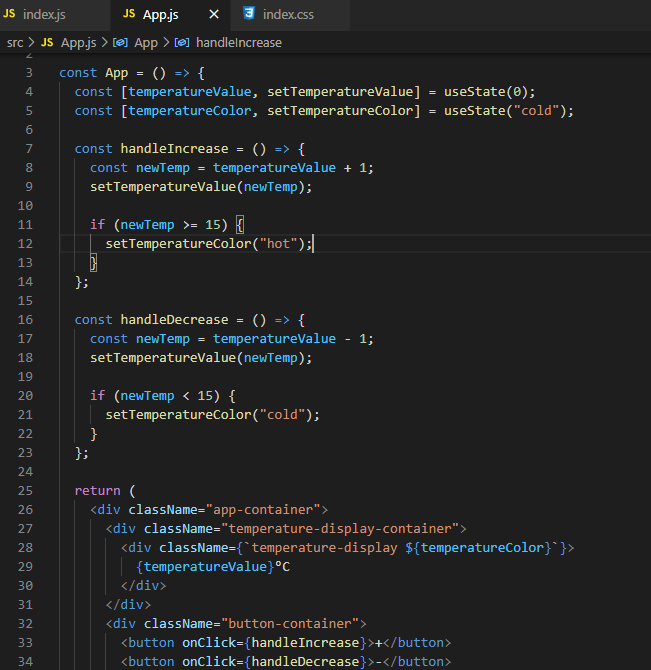 JS index.js JS App.js × index.css
src > JS App.js > App > handleIncrease
2
3 const App = () => {
4 const [temperatureValue, setTemperatureValue] = useState(0);
5 const [temperatureColor, setTemperatureColor] = useState("cold");
6
7 const handleIncrease = () => {
8 const newTemp = temperatureValue + 1;
9 setTemperatureValue(newTemp);
10
11 if (newTemp >= 15) {
12 setTemperatureColor("hot");
13 }
14 };
15
16 const handleDecrease = () => {
17 const newTemp = temperatureValue - 1;
18 setTemperatureValue(newTemp);
19
20 if (newTemp < 15) {
21 setTemperatureColor("cold");
22 }
23 };
24
25 return (
26 <div className="app-container">
27 <div className="temperature-display-container">
28 <div className={`temperature-display ${temperatureColor}`}>
29 {temperatureValue}°C
30 </div>
31 </div>
32 <div className="button-container">
33 <button onClick={handleIncrease}>+</button>
34 <button onClick={handleDecrease}>-</button>